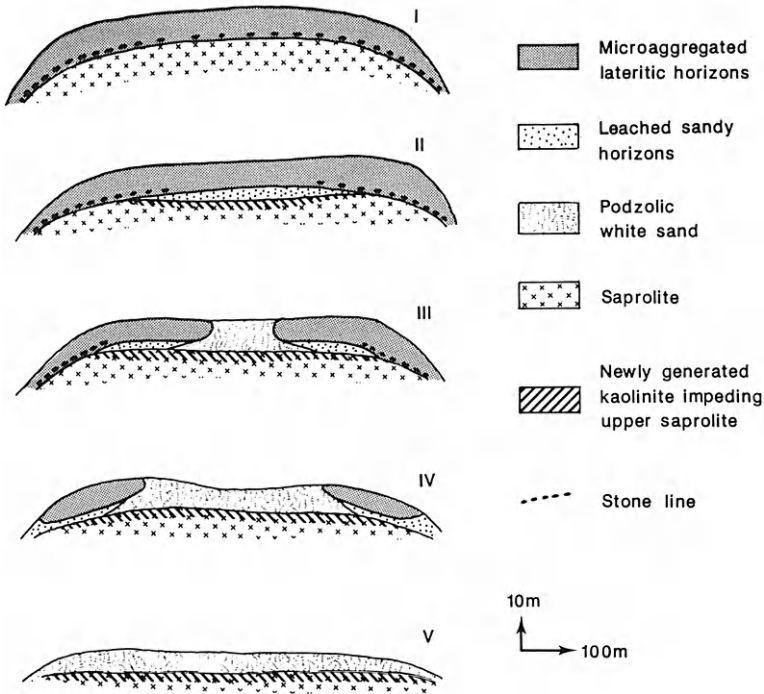 I
II
III
IV
V
Microaggregated
lateritic horizons
Leached sandy
horizons
Podzolic
white sand
Saprolite
Newly generated
kaolinite impeding
upper saprolite
Stone line
10m
100m